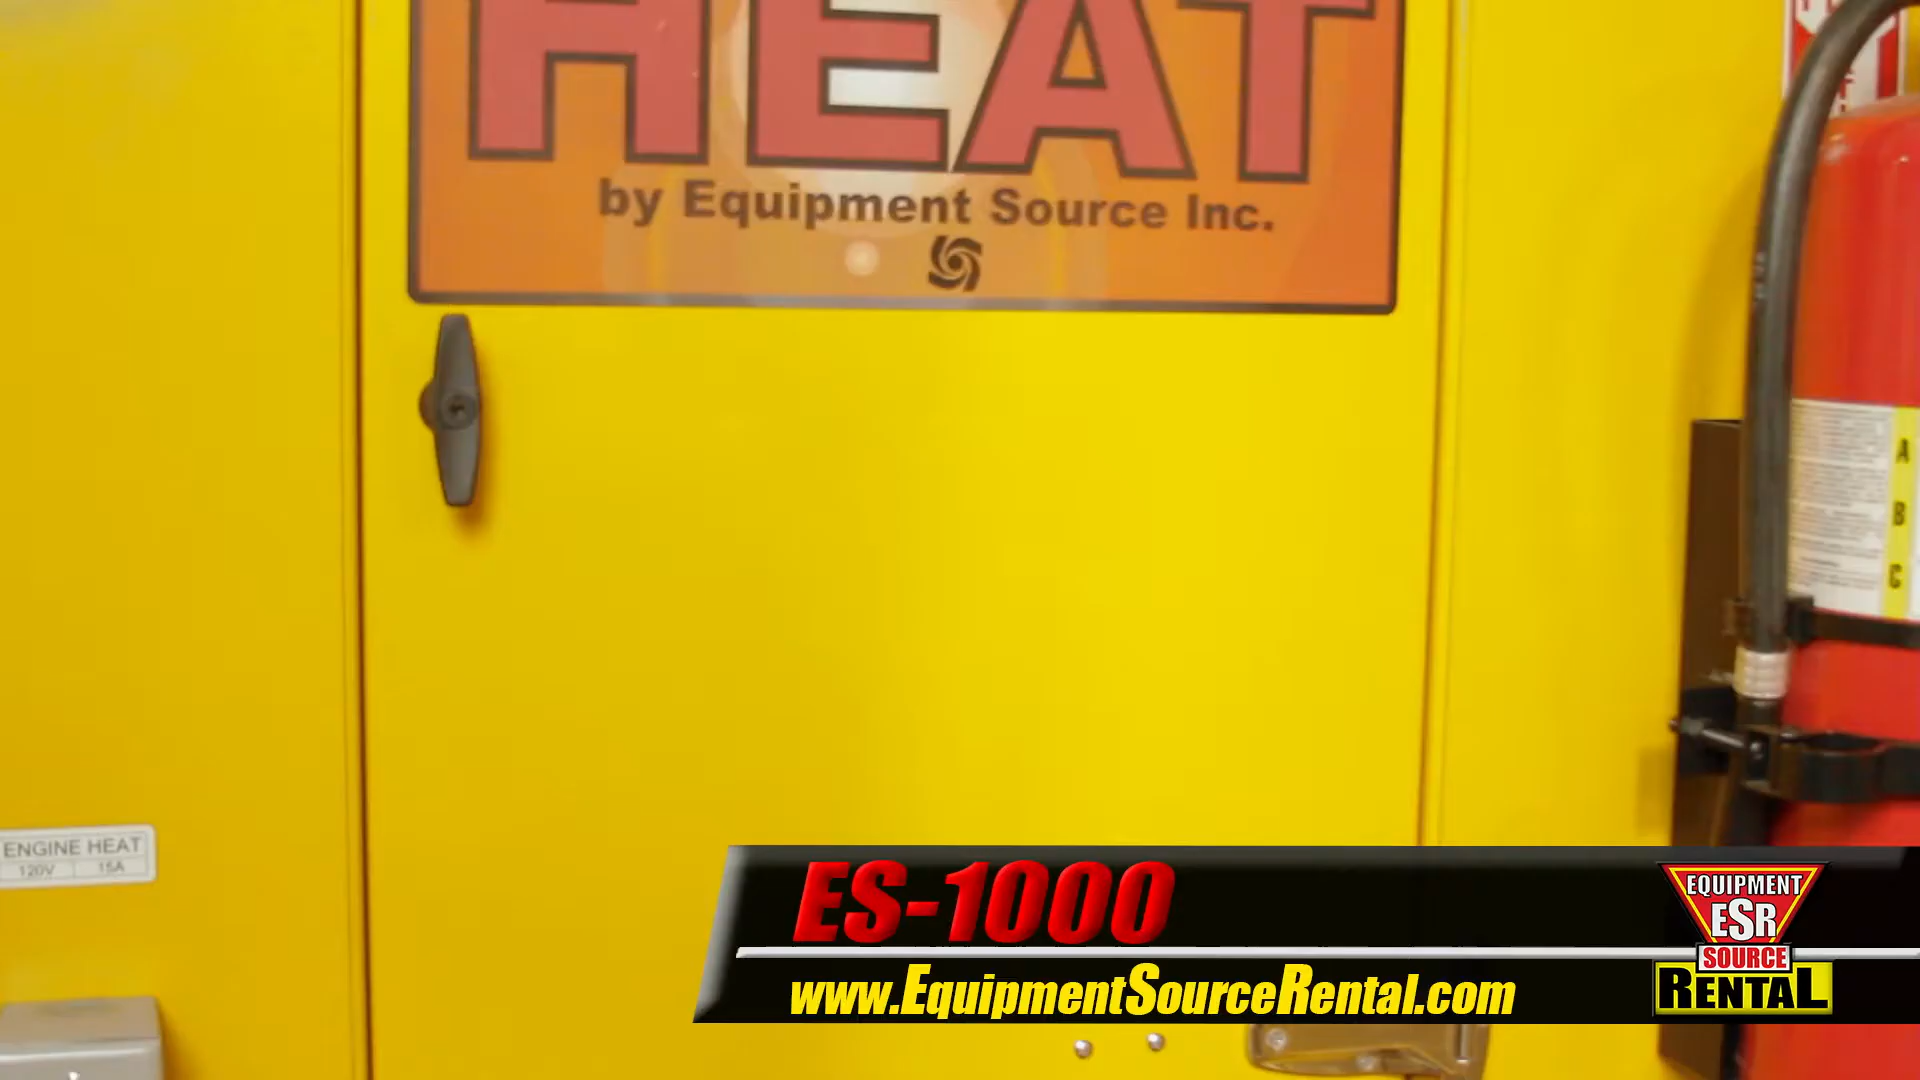 HEAT
by Equipment Source Inc.
A
B
C
ENGINE HEAT
120V 15A
ES-1000
www.EquipmentSourceRental.com
EQUIPMENT
ESR
SOURCE
RENTAL